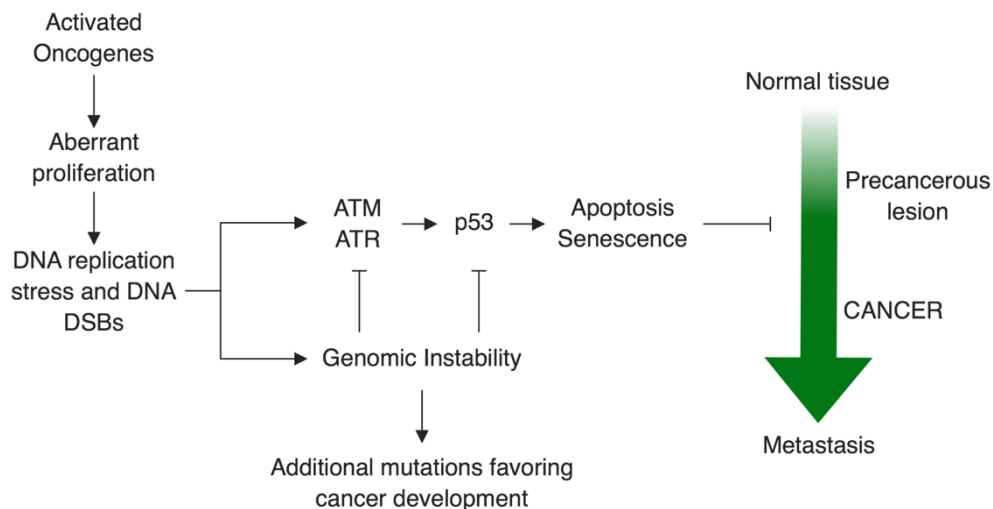 Activated
Oncogenes
Aberrant
proliferation
DNA replication
stress and DNA
DSBs
ATM
ATR
p53
Apoptosis
Senescence
Genomic Instability
Additional mutations favoring
cancer development
Normal tissue
Precancerous
lesion
CANCER
Metastasis